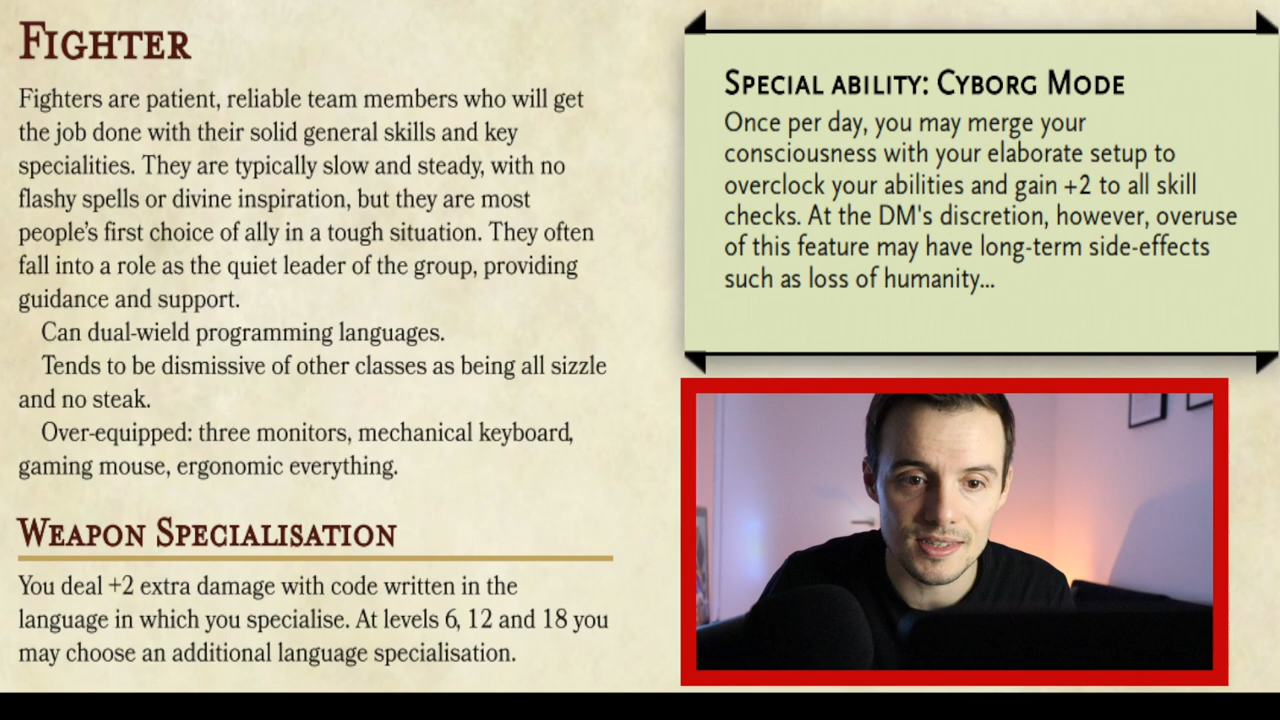 Fighter
Fighters are patient, reliable team members who will get
the job done with their solid general skills and key
specialities. They are typically slow and steady, with no
flashy spells or divine inspiration, but they are most
people's first choice of ally in a tough situation. They often
fall into a role as the quiet leader of the group, providing
guidance and support.
Can dual-wield programming languages.
Tends to be dismissive of other classes as being all sizzle
and no steak.
Over-equipped: three monitors, mechanical keyboard,
gaming mouse, ergonomic everything.
Weapon Specialisation
You deal +2 extra damage with code written in the
language in which you specialise. At levels 6, 12 and 18 you
may choose an additional language specialisation.
Special ability: Cyborg Mode
Once per day, you may merge your
consciousness with your elaborate setup to
overclock your abilities and gain +2 to all skill
checks. At the DM's discretion, however, overuse
of this feature may have long-term side-effects
such as loss of humanity...